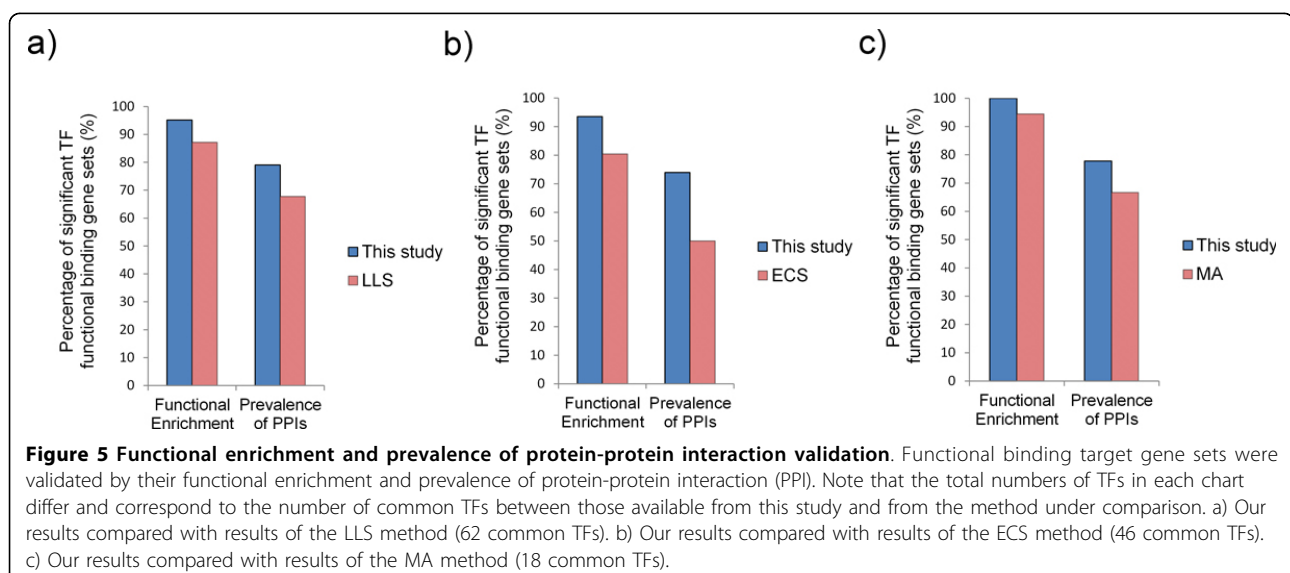 a)
Percentage of significant TF
functional binding gene sets (%)
100
90
80
70
60
50
40
30
20
10
0
Functional
Enrichment
Prevalence
of PPIs
This study
LLS
b)
Percentage of significant TF
functional binding gene sets (%)
100
90
80
70
60
50
40
30
20
10
0
Functional
Enrichment
Prevalence
of PPIs
This study
ECS
c)
Percentage of significant TF
functional binding gene sets (%)
100
90
80
70
60
50
40
30
20
10
0
Functional
Enrichment
Prevalence
of PPIs
This study
MA
Figure 5 Functional enrichment and prevalence of protein-protein interaction validation. Functional binding target gene sets were
validated by their functional enrichment and prevalence of protein-protein interaction (PPI). Note that the total numbers of TFs in each chart
differ and correspond to the number of common TFs between those available from this study and from the method under comparison. a) Our
results compared with results of the LLS method (62 common TFs). b) Our results compared with results of the ECS method (46 common TFs).
c) Our results compared with results of the MA method (18 common TFs).